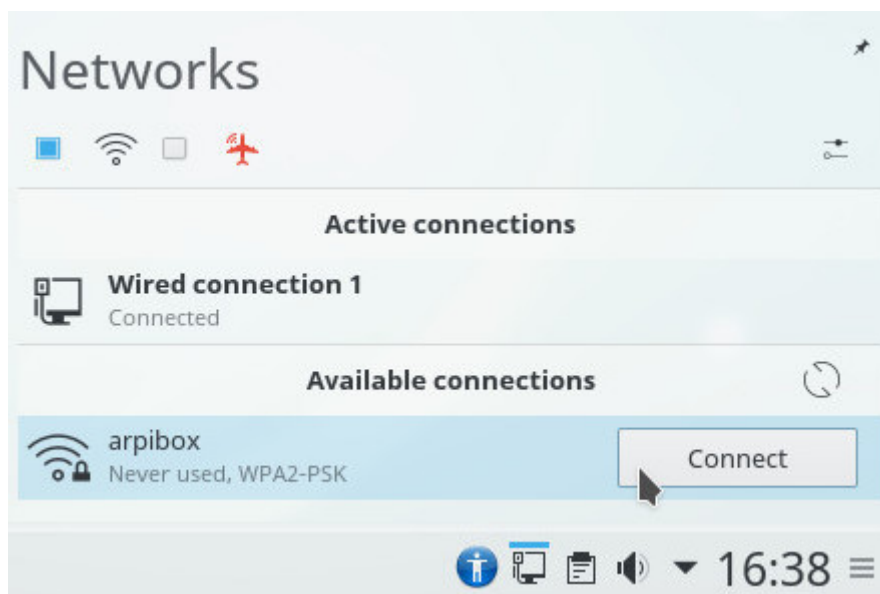 Networks
Active connections
Wired connection 1
Connected
Available connections
arpibox
Never used, WPA2-PSK
Connect
16:38